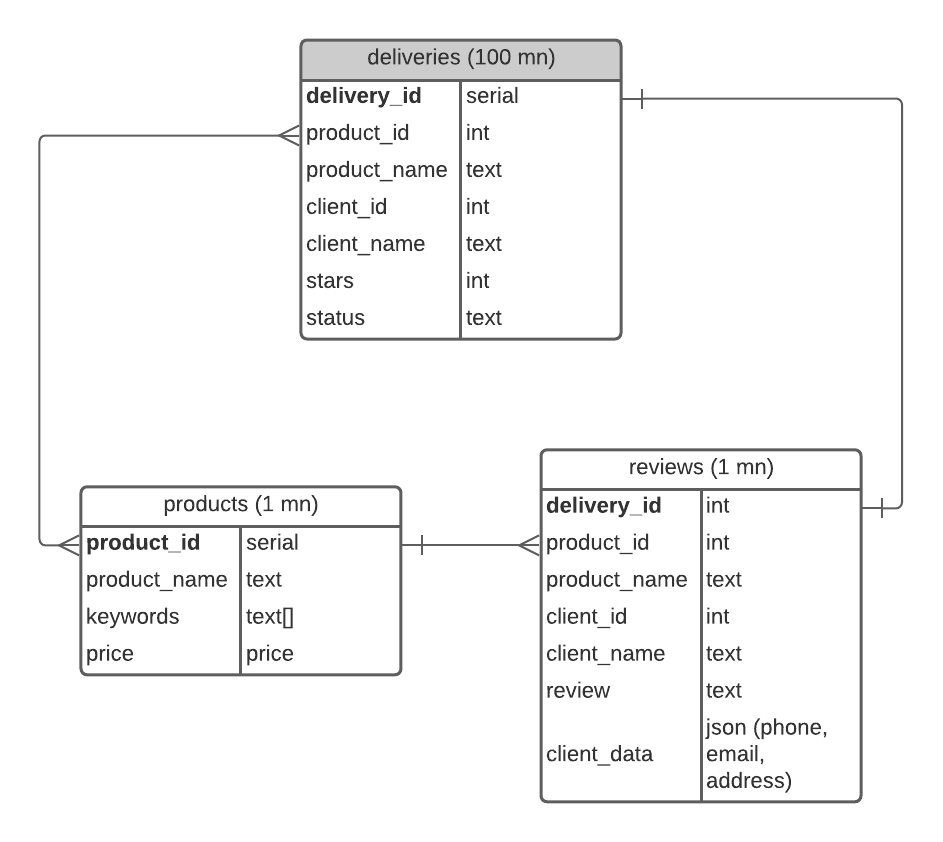 deliveries (100 mn)
delivery_id serial
product_id int
product_name text
client_id int
client_name text
stars int
status text
products (1 mn)
product_id serial
product_name text
keywords text[]
price price
reviews (1 mn)
delivery_id int
product_id int
product_name text
client_id int
client_name text
review text
client_data json (phone,
email,
address)